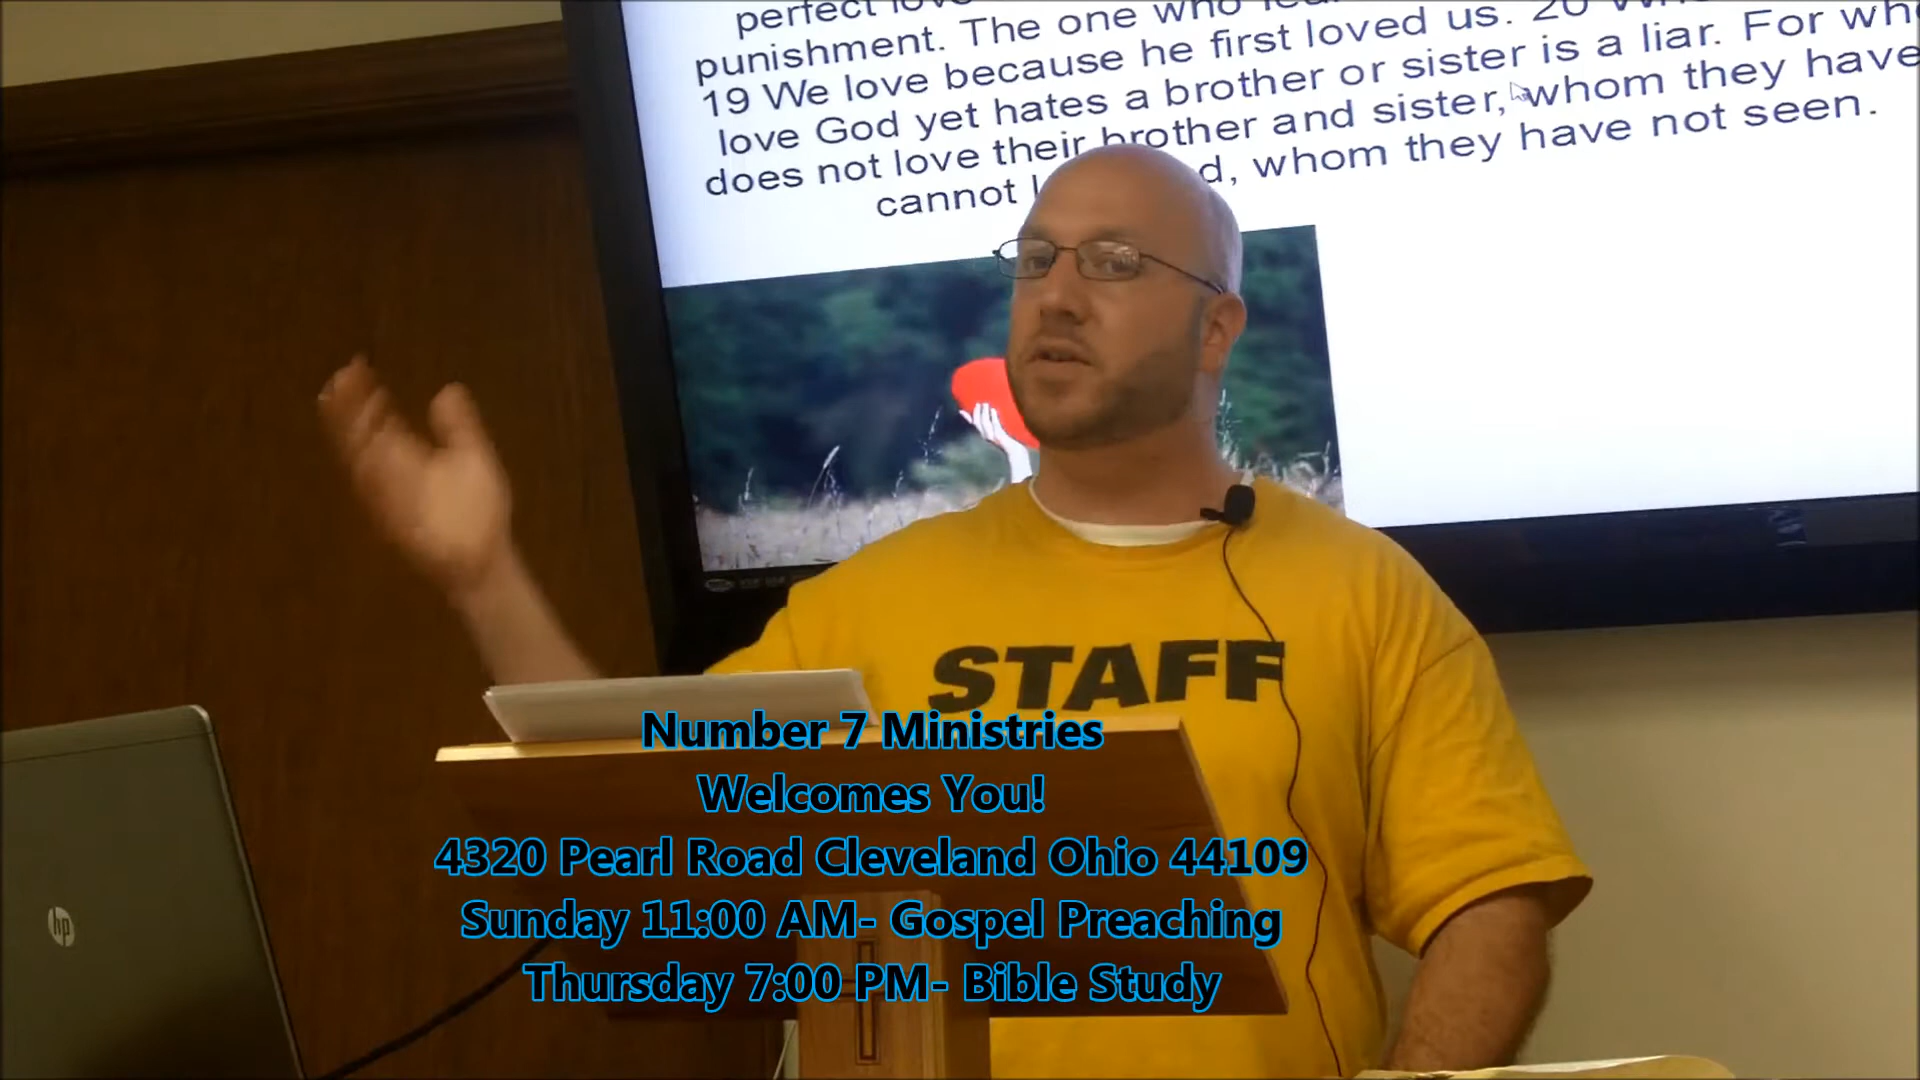 perfect
punishment. The one who
19 We love because he first loved us. 20
love God yet hates a brother or sister is a liar. For
does not love their brother and sister, whom they have
cannot whom they have not seen.
STAFF
Number 7 Ministries
Welcomes You!
4320 Pearl Road Cleveland Ohio 44109
Sunday 11:00 AM- Gospel Preaching
Thursday 7:00 PM- Bible Study
hp